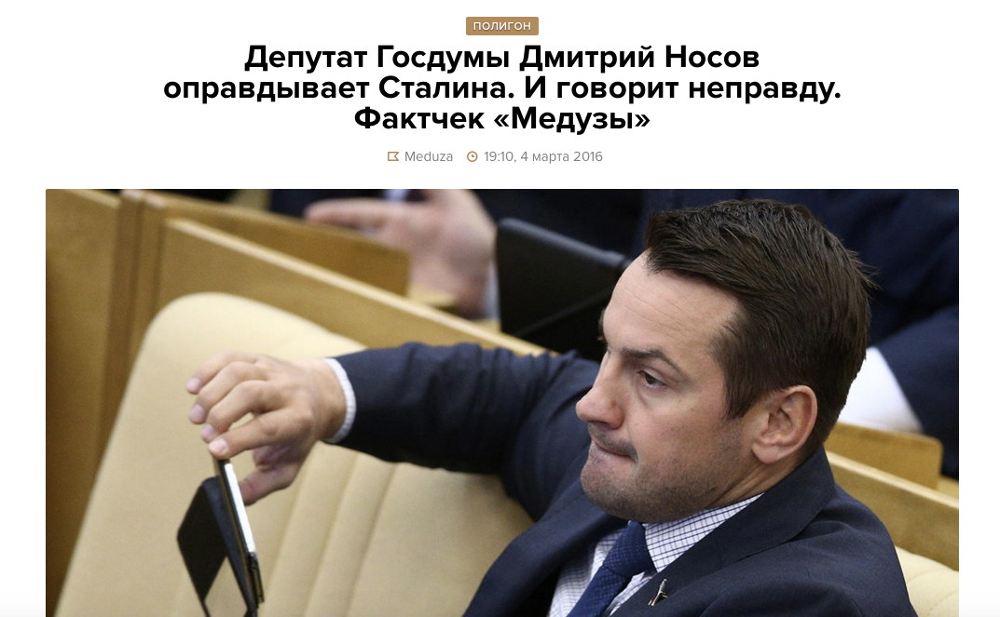 ПОЛИГОН
Депутат Госдумы Дмитрий Носов
оправдывает Сталина. И говорит неправду.
Фактчек «Медузы»
Meduza 19:10, 4 марта 2016